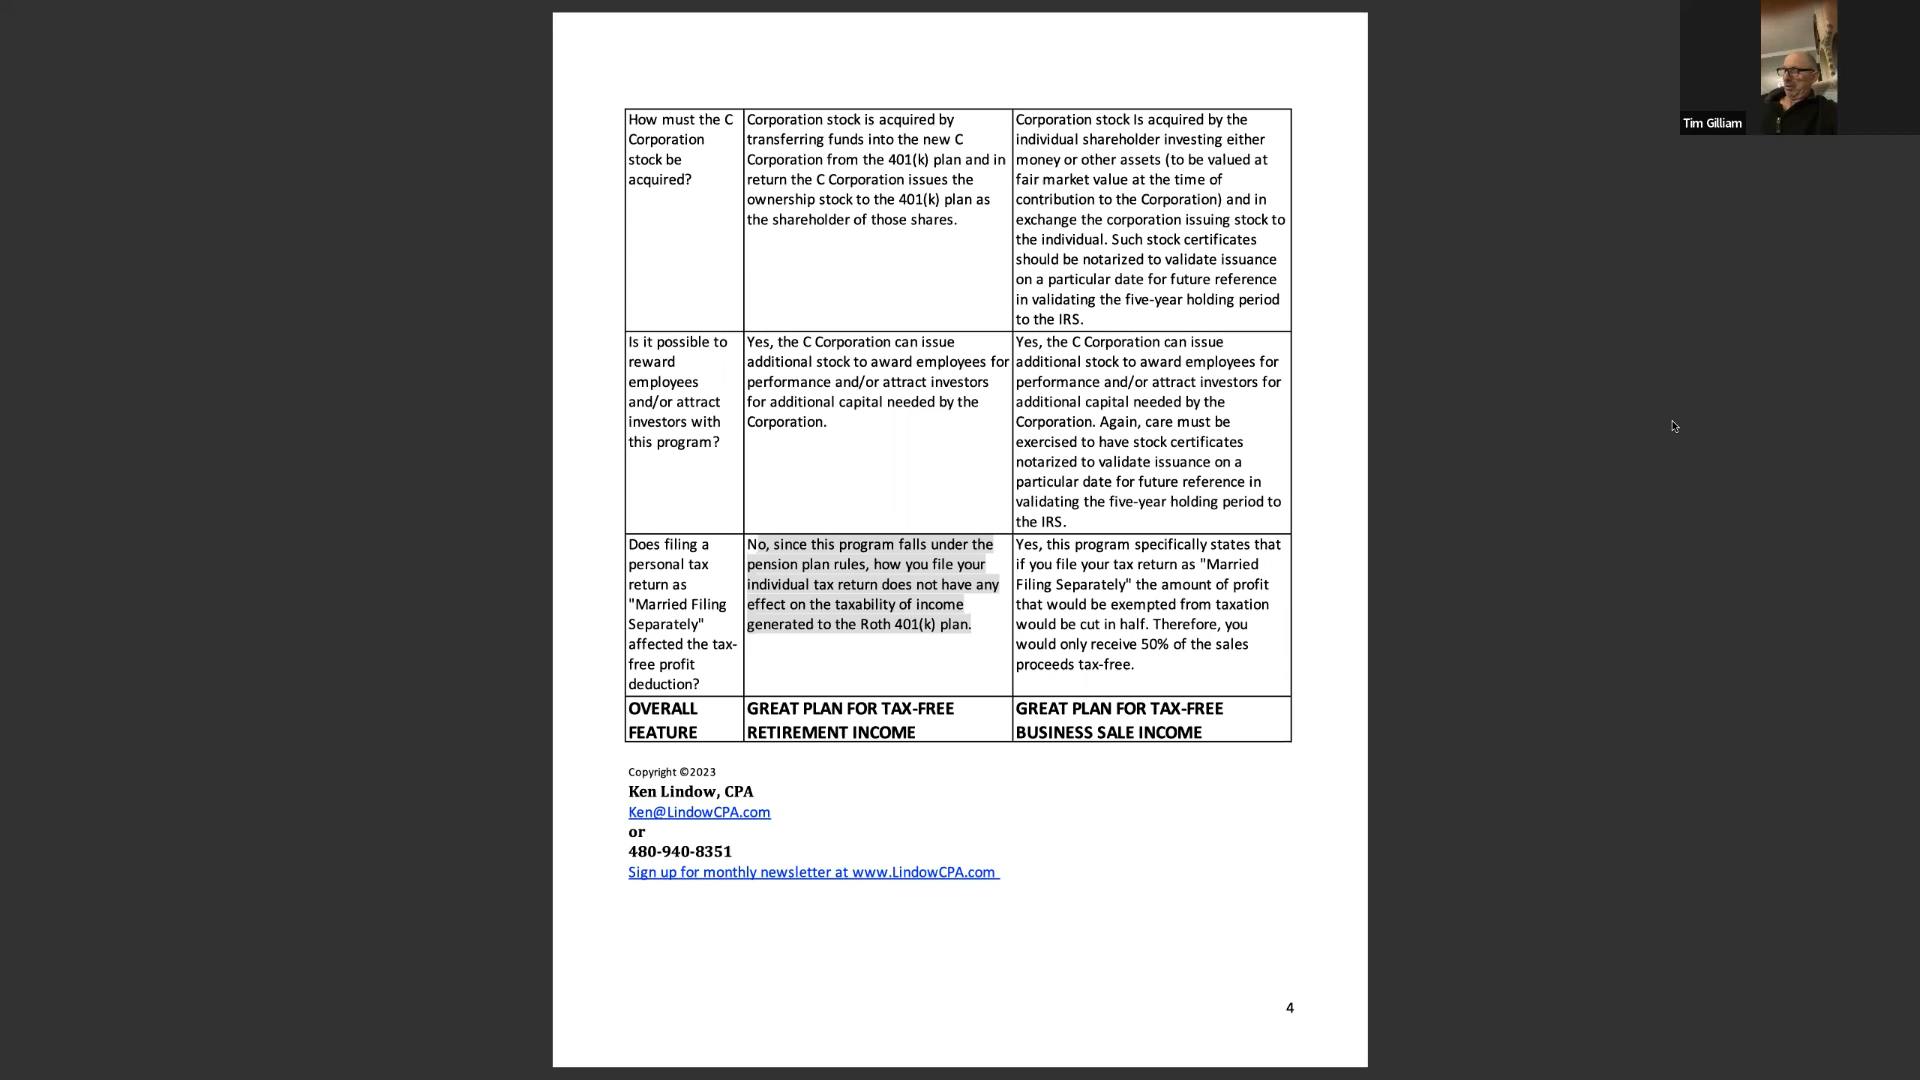 How must the C
Corporation
stock be
acquired?
Corporation stock is acquired by
transferring funds into the new C
Corporation from the 401(k) plan and in
return the C Corporation issues the
ownership stock to the 401(k) plan as
the shareholder of those shares.
Corporation stock Is acquired by the
individual shareholder investing either
money or other assets (to be valued at
fair market value at the time of
contribution to the Corporation) and in
exchange the corporation issuing stock to
the individual. Such stock certificates
should be notarized to validate issuance
on a particular date for future reference
in validating the five-year holding period
to the IRS.
Is it possible to
reward
employees
and/or attract
investors with
this program?
Yes, the C Corporation can issue
additional stock to award employees for
performance and/or attract investors
for additional capital needed by the
Corporation.
Yes, the C Corporation can issue
additional stock to award employees for
performance and/or attract investors for
additional capital needed by the
Corporation. Again, care must be
exercised to have stock certificates
notarized to validate issuance on a
particular date for future reference in
validating the five-year holding period to
the IRS.
Does filing a
personal tax
return as
"Married Filing
Separately"
affected the tax-
free profit
deduction?
No, since this program falls under the
pension plan rules, how you file your
individual tax return does not have any
effect on the taxability of income
generated to the Roth 401(k) plan.
Yes, this program specifically states that
if you file your tax return as "Married
Filing Separately" the amount of profit
that would be exempted from taxation
would be cut in half. Therefore, you
would only receive 50% of the sales
proceeds tax-free.
OVERALL
FEATURE
GREAT PLAN FOR TAX-FREE
RETIREMENT INCOME
GREAT PLAN FOR TAX-FREE
BUSINESS SALE INCOME
Copyright ©2023
Ken Lindow, CPA
Ken@LindowCPA.com
or
480-940-8351
Sign up for monthly newsletter at www.LindowCPA.com
4
Tim Gilliam